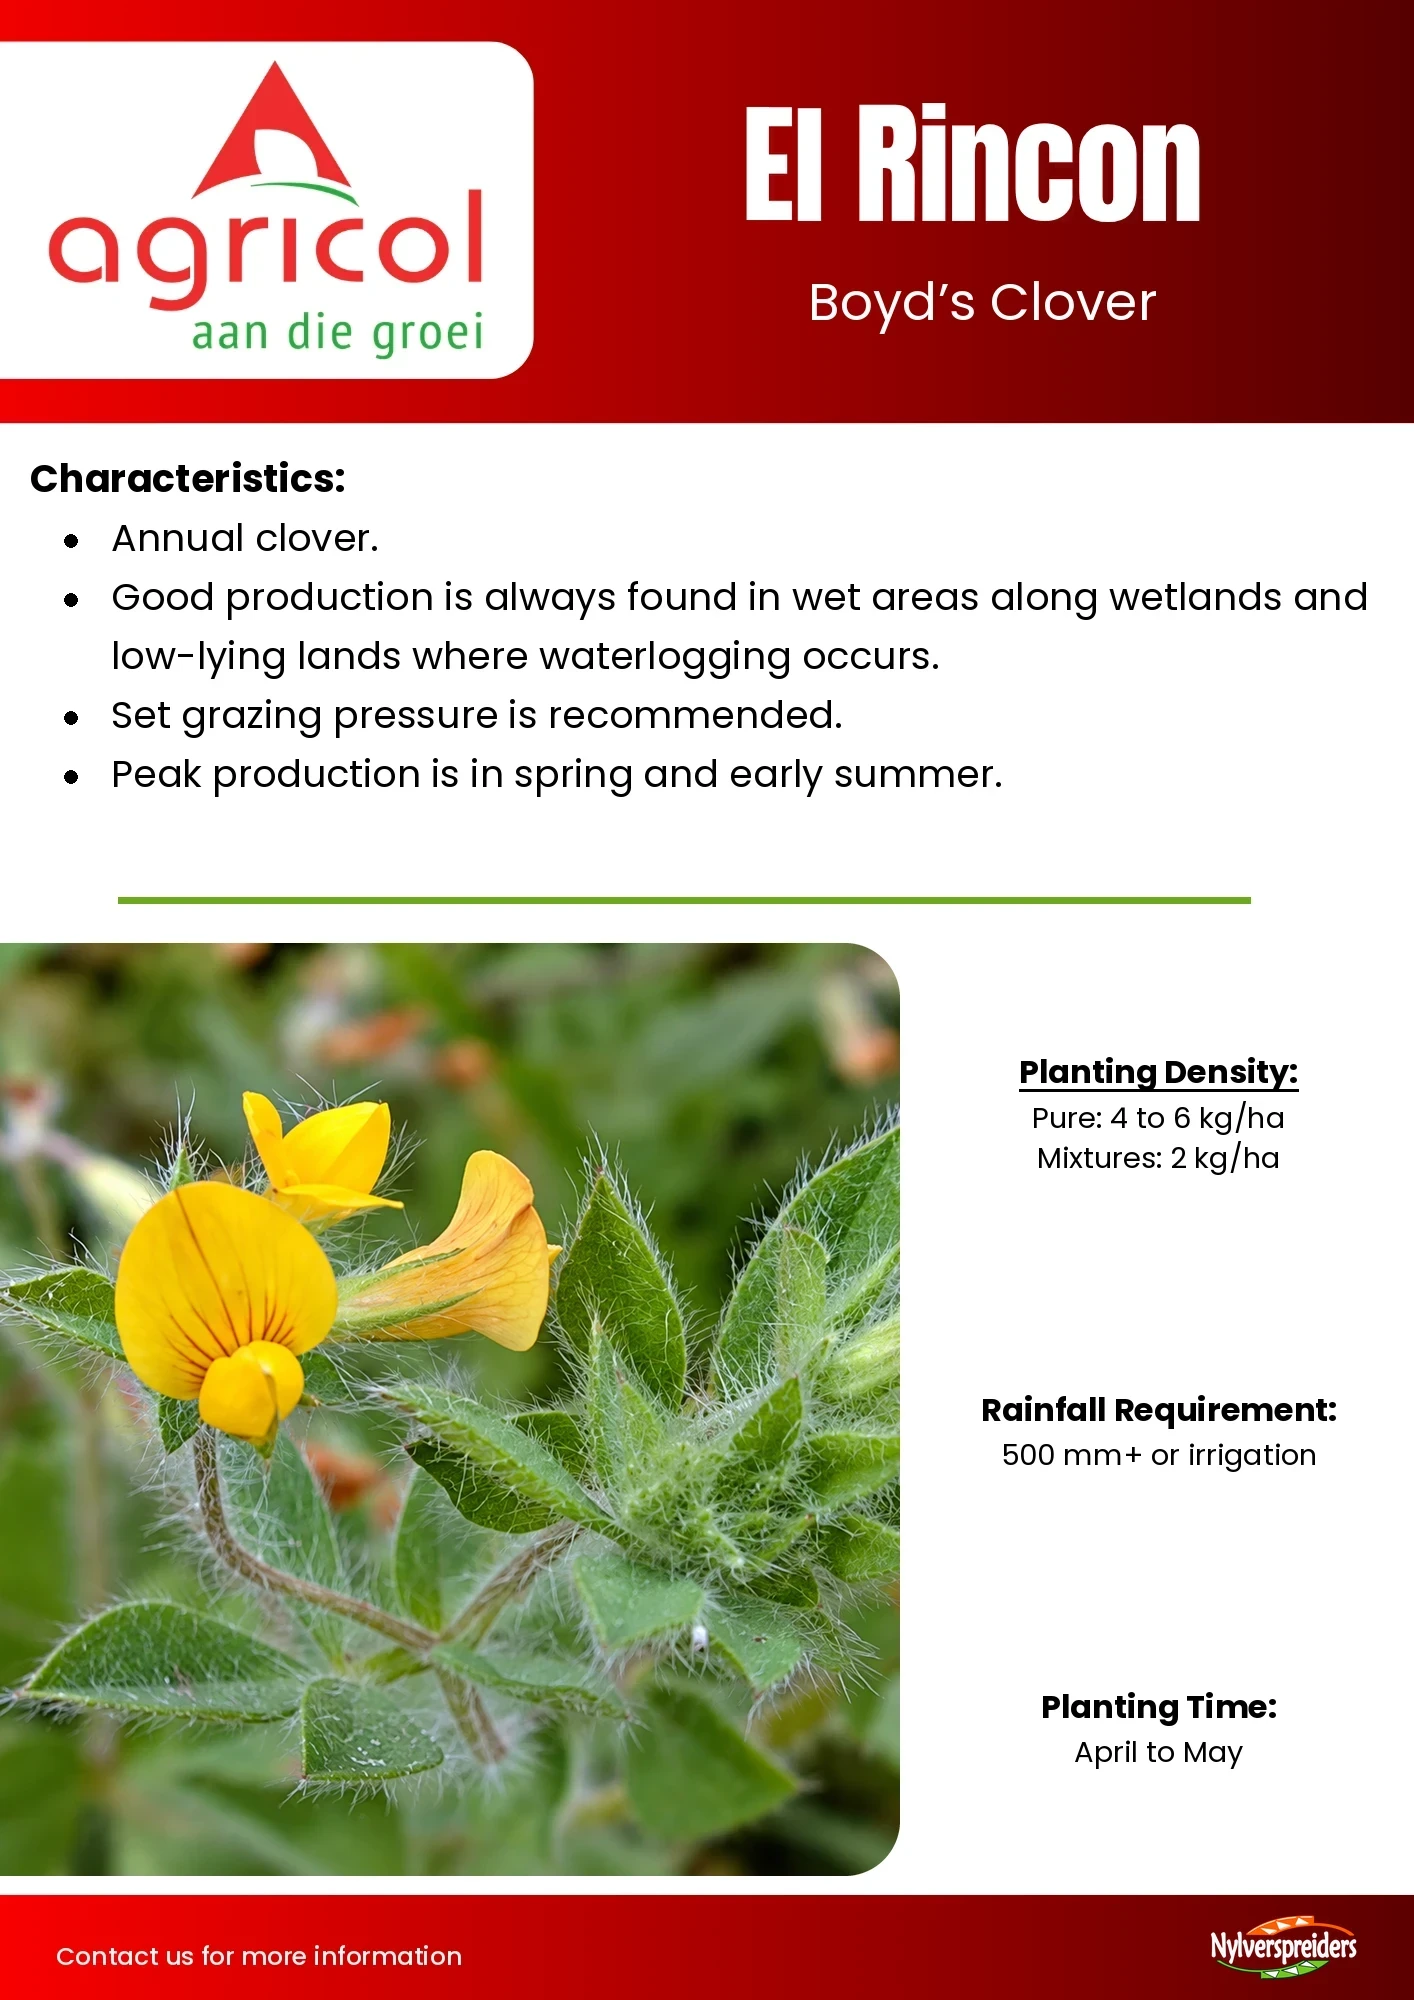 agricol
aan die groei
El Rincon
Boyd’s Clover
Characteristics:
• Annual clover.
• Good production is always found in wet areas along wetlands and
low-lying lands where waterlogging occurs.
• Set grazing pressure is recommended.
• Peak production is in spring and early summer.
Planting Density:
Pure: 4 to 6 kg/ha
Mixtures: 2 kg/ha
Rainfall Requirement:
500 mm+ or irrigation
Planting Time:
April to May
Contact us for more information
Nylverspreiders